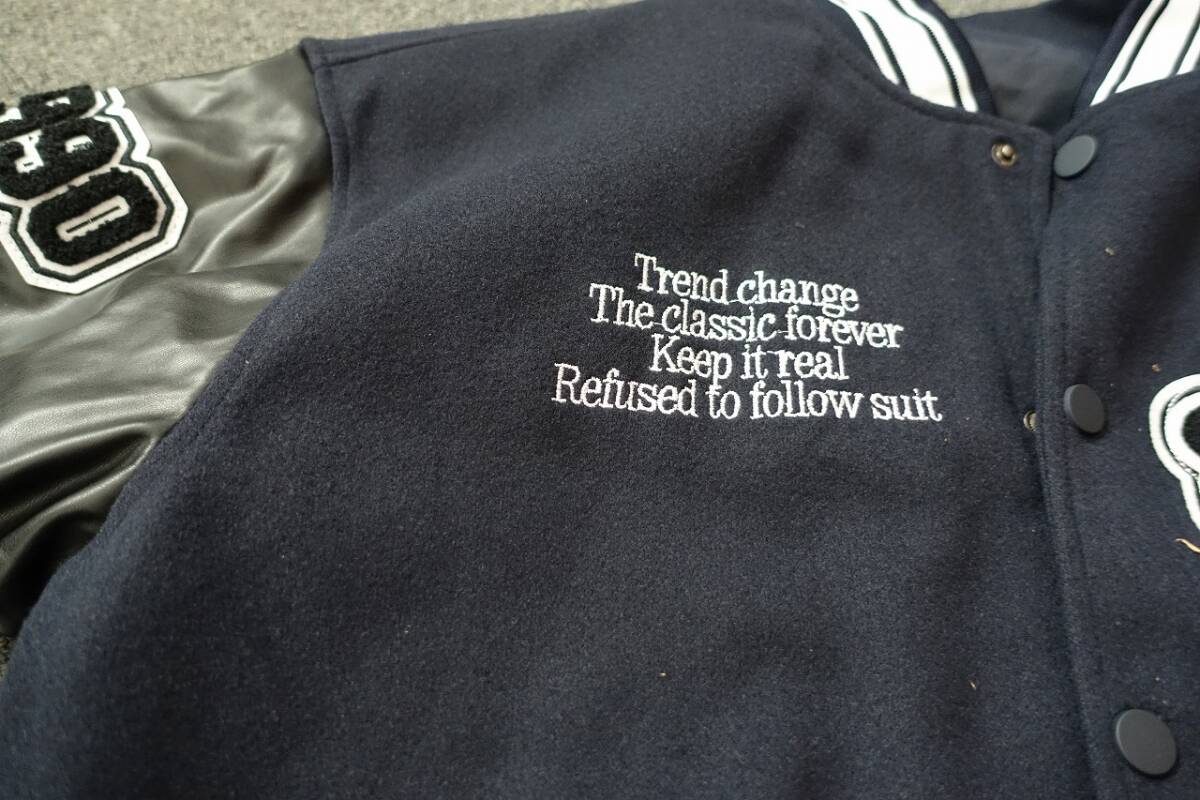 Trend change
The classic forever
Keep it real
Refused to follow suit